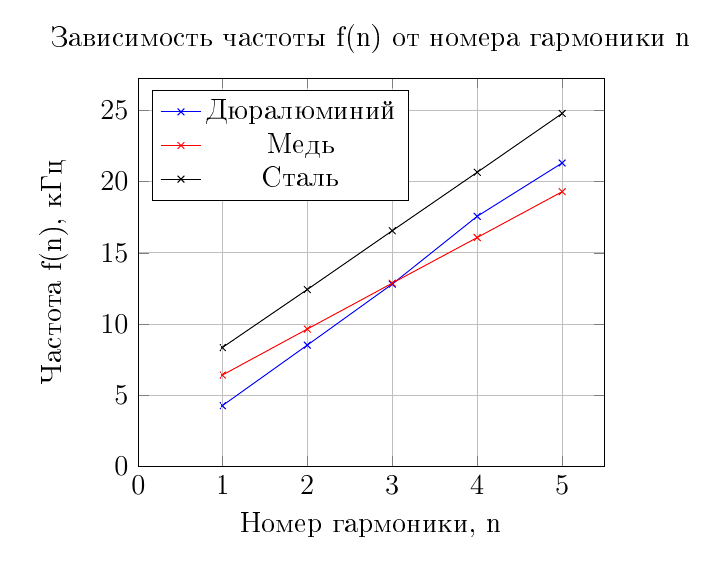 Зависимость частоты f(n) от номера гармоники n
Дюралюминий
Медь
Сталь
Частота f(n), кГц
25
20
15
10
5
0
0 1 2 3 4 5
Номер гармоники, n